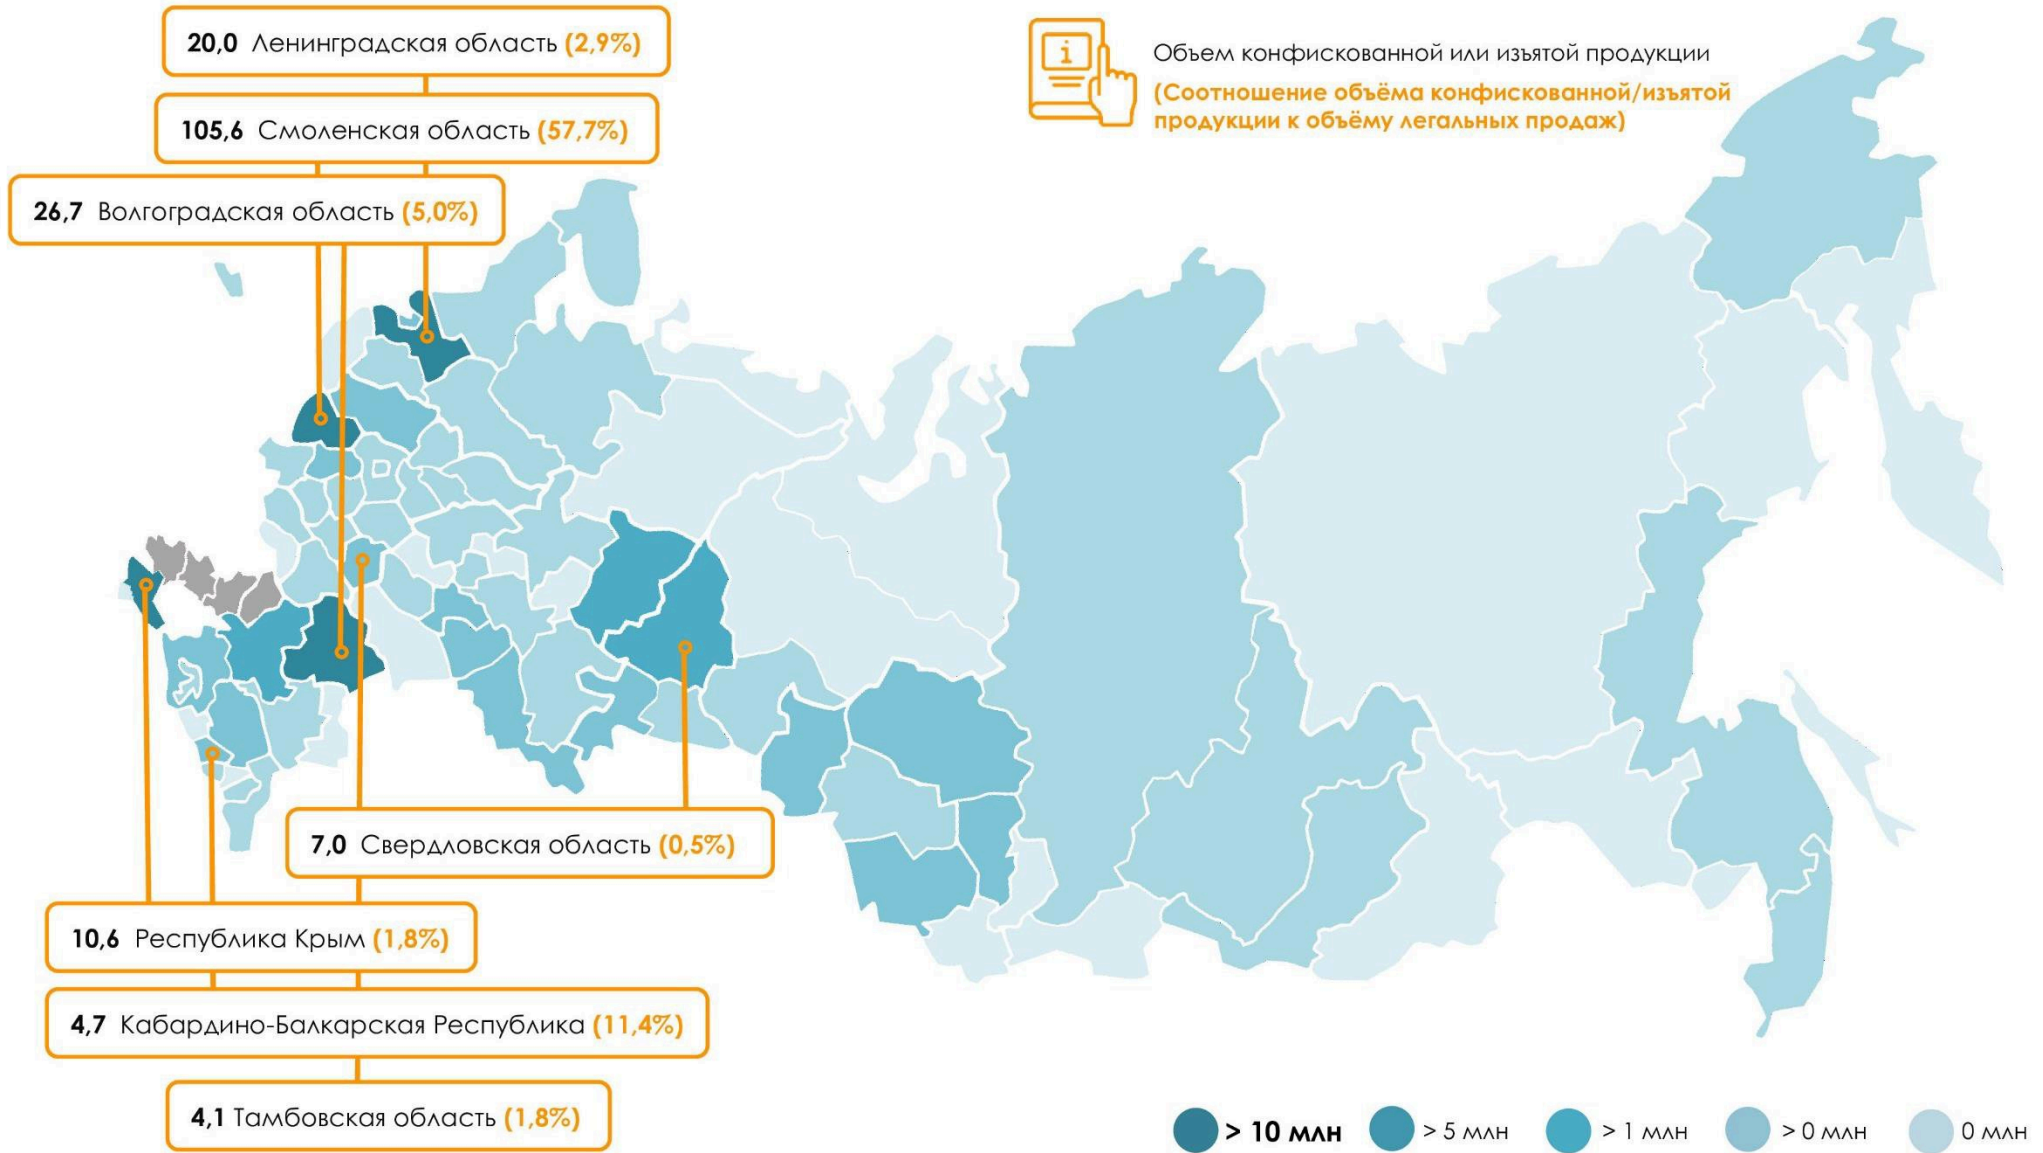 20,0 Ленинградская область (2,9%)
105,6 Смоленская область (57,7%)
26,7 Волгоградская область (5,0%)
i
Объем конфискованной или изъятой продукции
(Соотношение объёма конфискованной/изъятой
продукции к объёму легальных продаж)
7,0 Свердловская область (0,5%)
10,6 Республика Крым (1,8%)
4,7 Кабардино-Балкарская Республика (11,4%)
4,1 Тамбовская область (1,8%)
> 10 млн
> 5 млн
> 1 млн
> 0 млн
0 млн